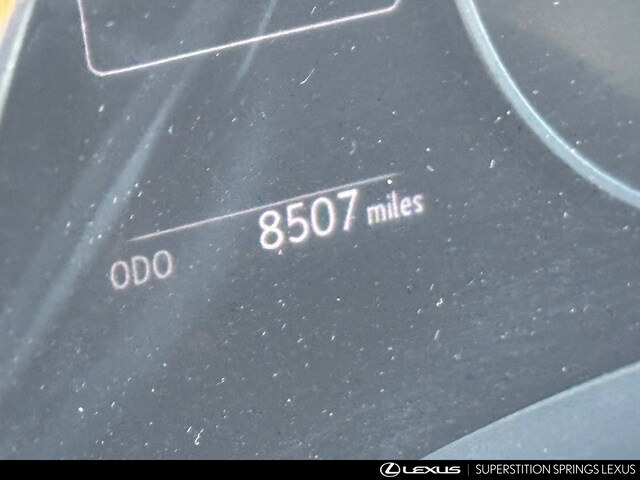 ODO 8507 miles
LEXUS | SUPERSTITION SPRINGS LEXUS